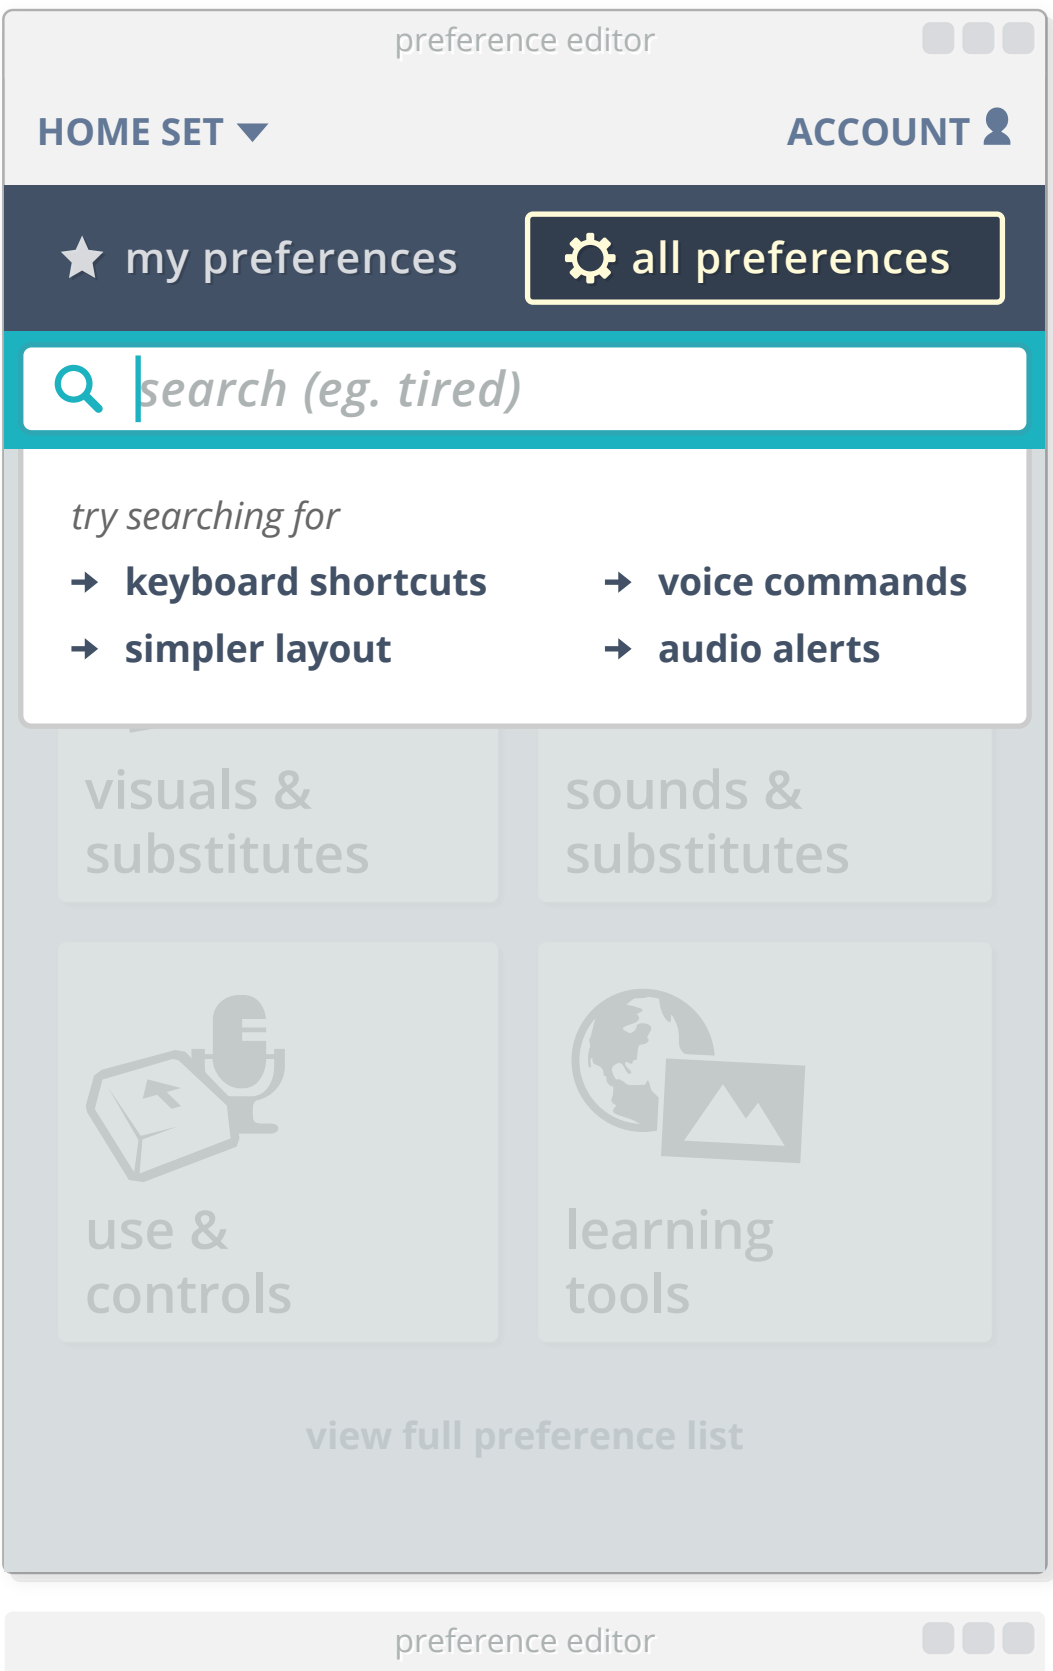 preference editor
HOME SET
ACCOUNT
my preferences
all preferences
search (eg. tired)
try searching for
keyboard shortcuts
voice commands
simpler layout
audio alerts
visuals &
substitutes
sounds &
substitutes
use &
controls
learning
tools
view full preference list
preference editor